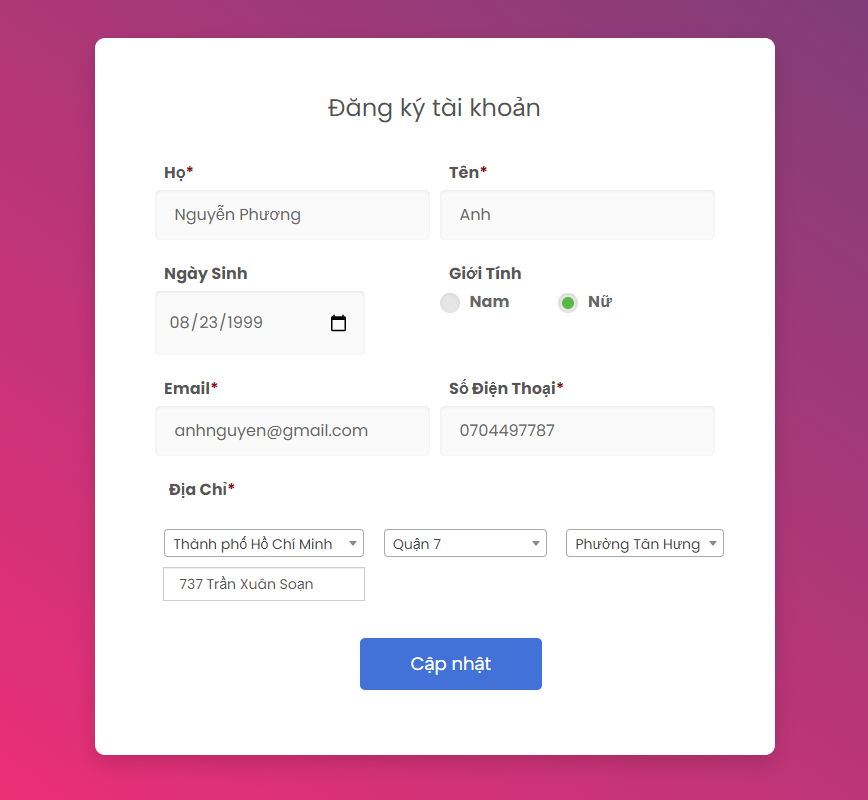 Đăng ký tài khoản
Họ* Tên*
Nguyễn Phương Anh
Ngày Sinh Giới Tính
Nam Nữ
08/23/1999
Email* Số Điện Thoại*
anhnguyen@gmail.com 0704497787
Địa Chỉ*
Thành phố Hồ Chí Minh Quận 7 Phường Tân Hưng
737 Trần Xuân Soạn
Cập nhật